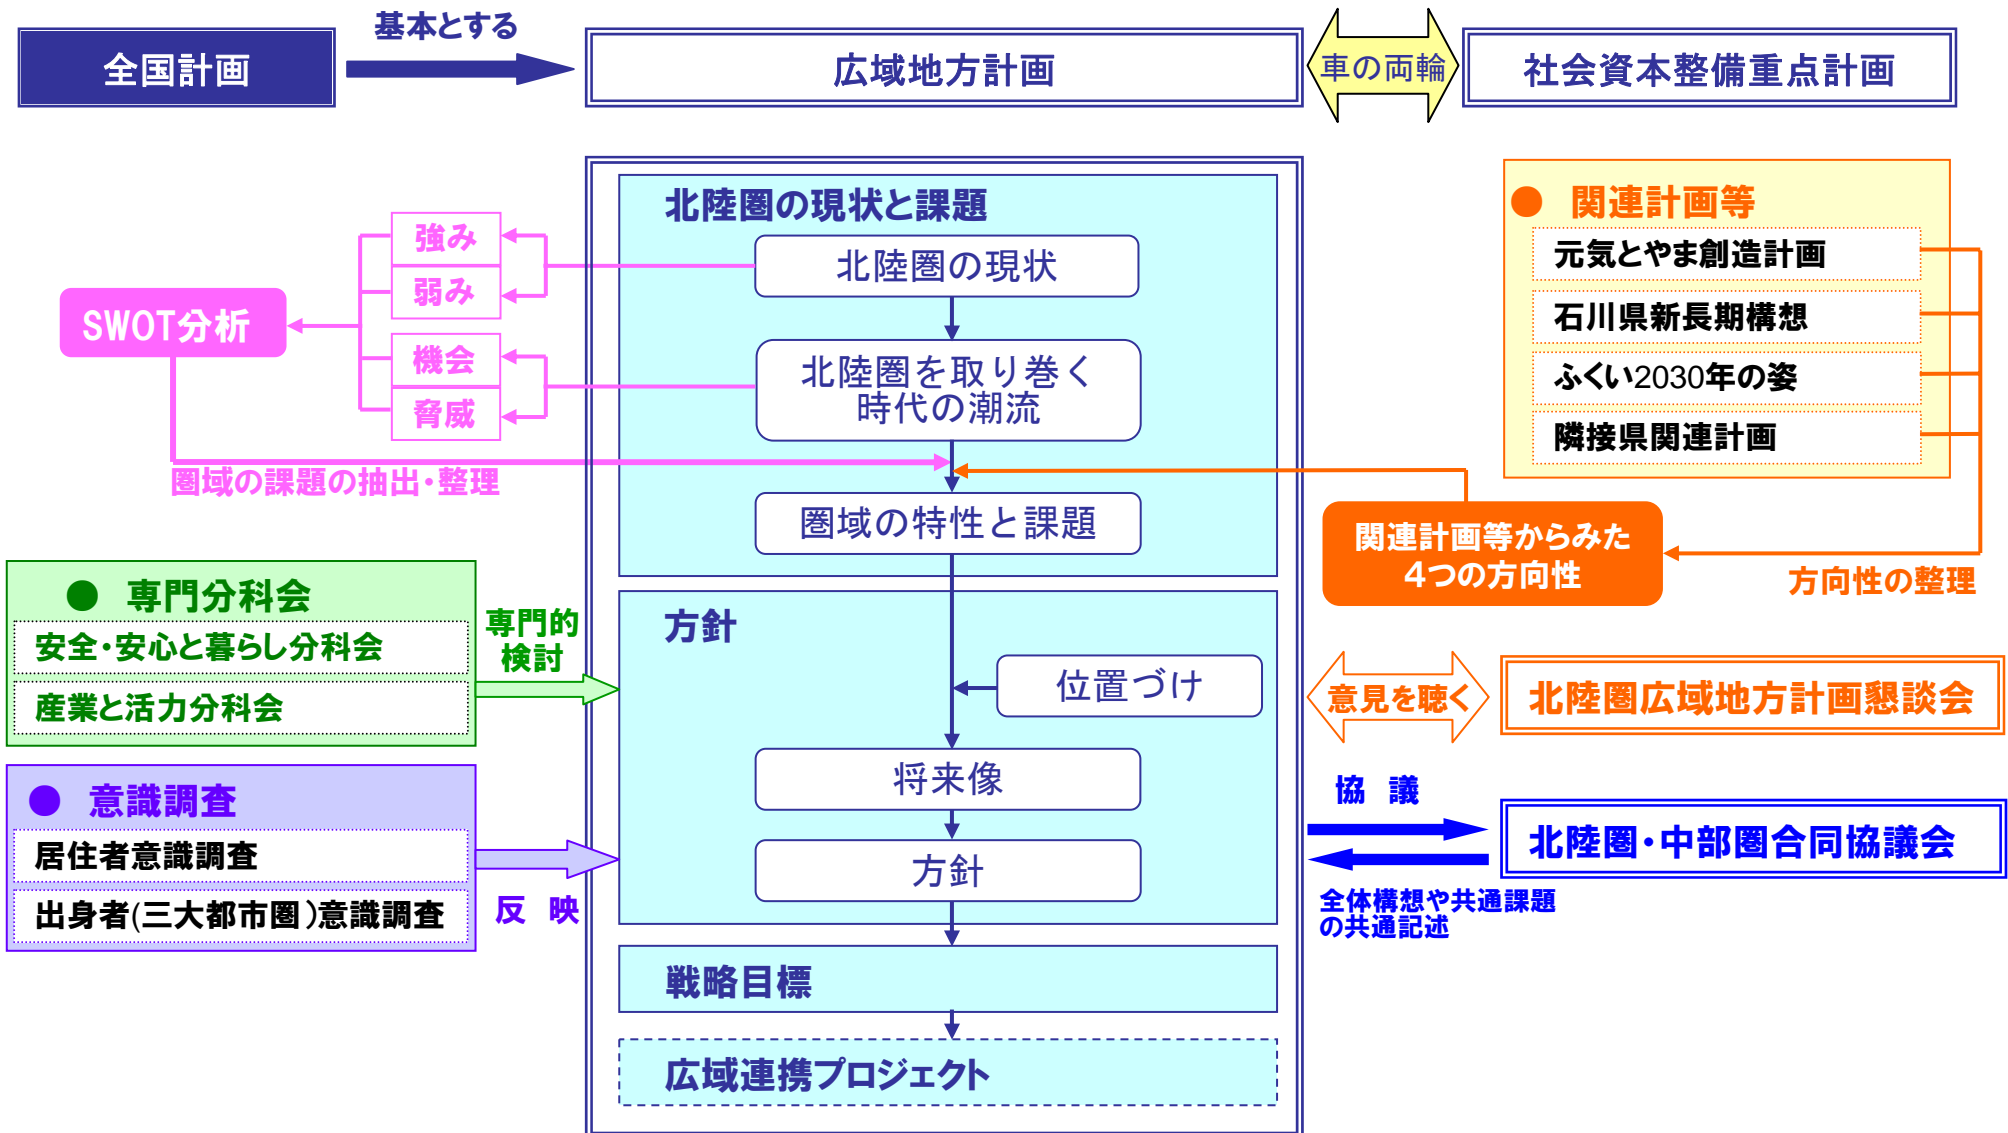 全国計画
基本とする
広域地方計画
車の両輪
社会資本整備重点計画
北陸圏の現状と課題
北陸圏の現状
北陸圏を取り巻く
時代の潮流
圏域の特性と課題
強み
弱み
機会
脅威
SWOT分析
圏域の課題の抽出・整理
● 関連計画等
元気とやま創造計画
石川県新長期構想
ふくい2030年の姿
隣接県関連計画
関連計画等からみた
4つの方向性
方向性の整理
● 専門分科会
安全・安心と暮らし分科会
産業と活力分科会
専門的
検討
● 意識調査
居住者意識調査
出身者(三大都市圏)意識調査
反 映
方針
位置づけ
将来像
方針
戦略目標
広域連携プロジェクト
意見を聴く
北陸圏広域地方計画懇談会
協 議
北陸圏・中部圏合同協議会
全体構想や共通課題
の共通記述